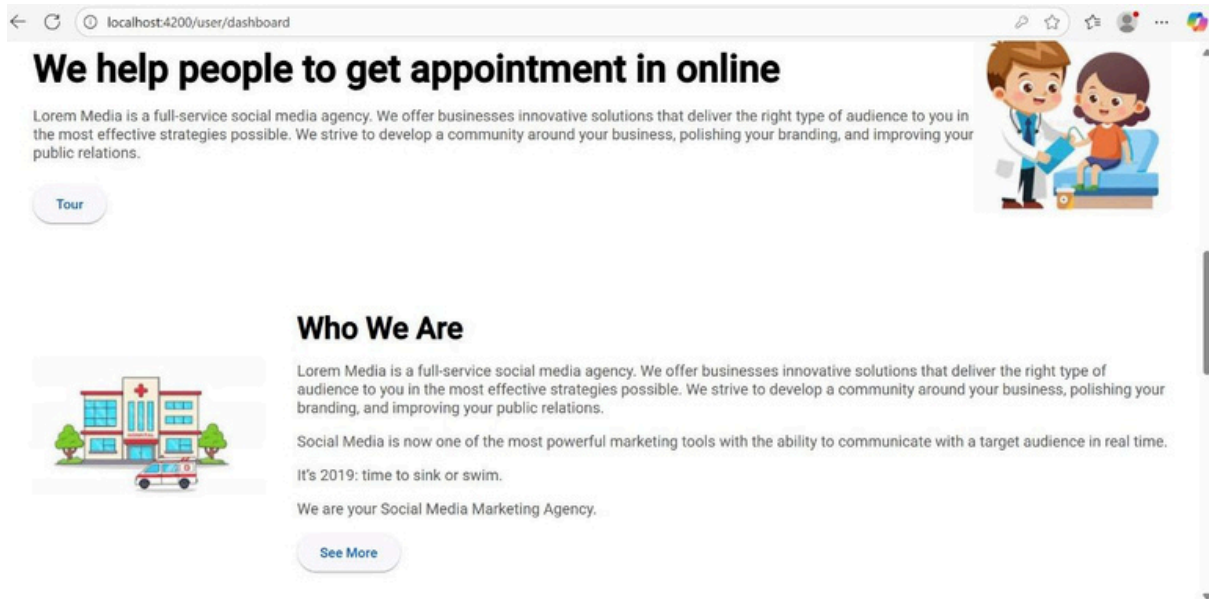 localhost:4200/user/dashboard
We help people to get appointment in online
Lorem Media is a full-service social media agency. We offer businesses innovative solutions that deliver the right type of audience to you in
the most effective strategies possible. We strive to develop a community around your business, polishing your branding, and improving your
public relations.
Tour
Who We Are
Lorem Media is a full-service social media agency. We offer businesses innovative solutions that deliver the right type of
audience to you in the most effective strategies possible. We strive to develop a community around your business, polishing your
branding, and improving your public relations.
Social Media is now one of the most powerful marketing tools with the ability to communicate with a target audience in real time.
It's 2019: time to sink or swim.
We are your Social Media Marketing Agency.
See More